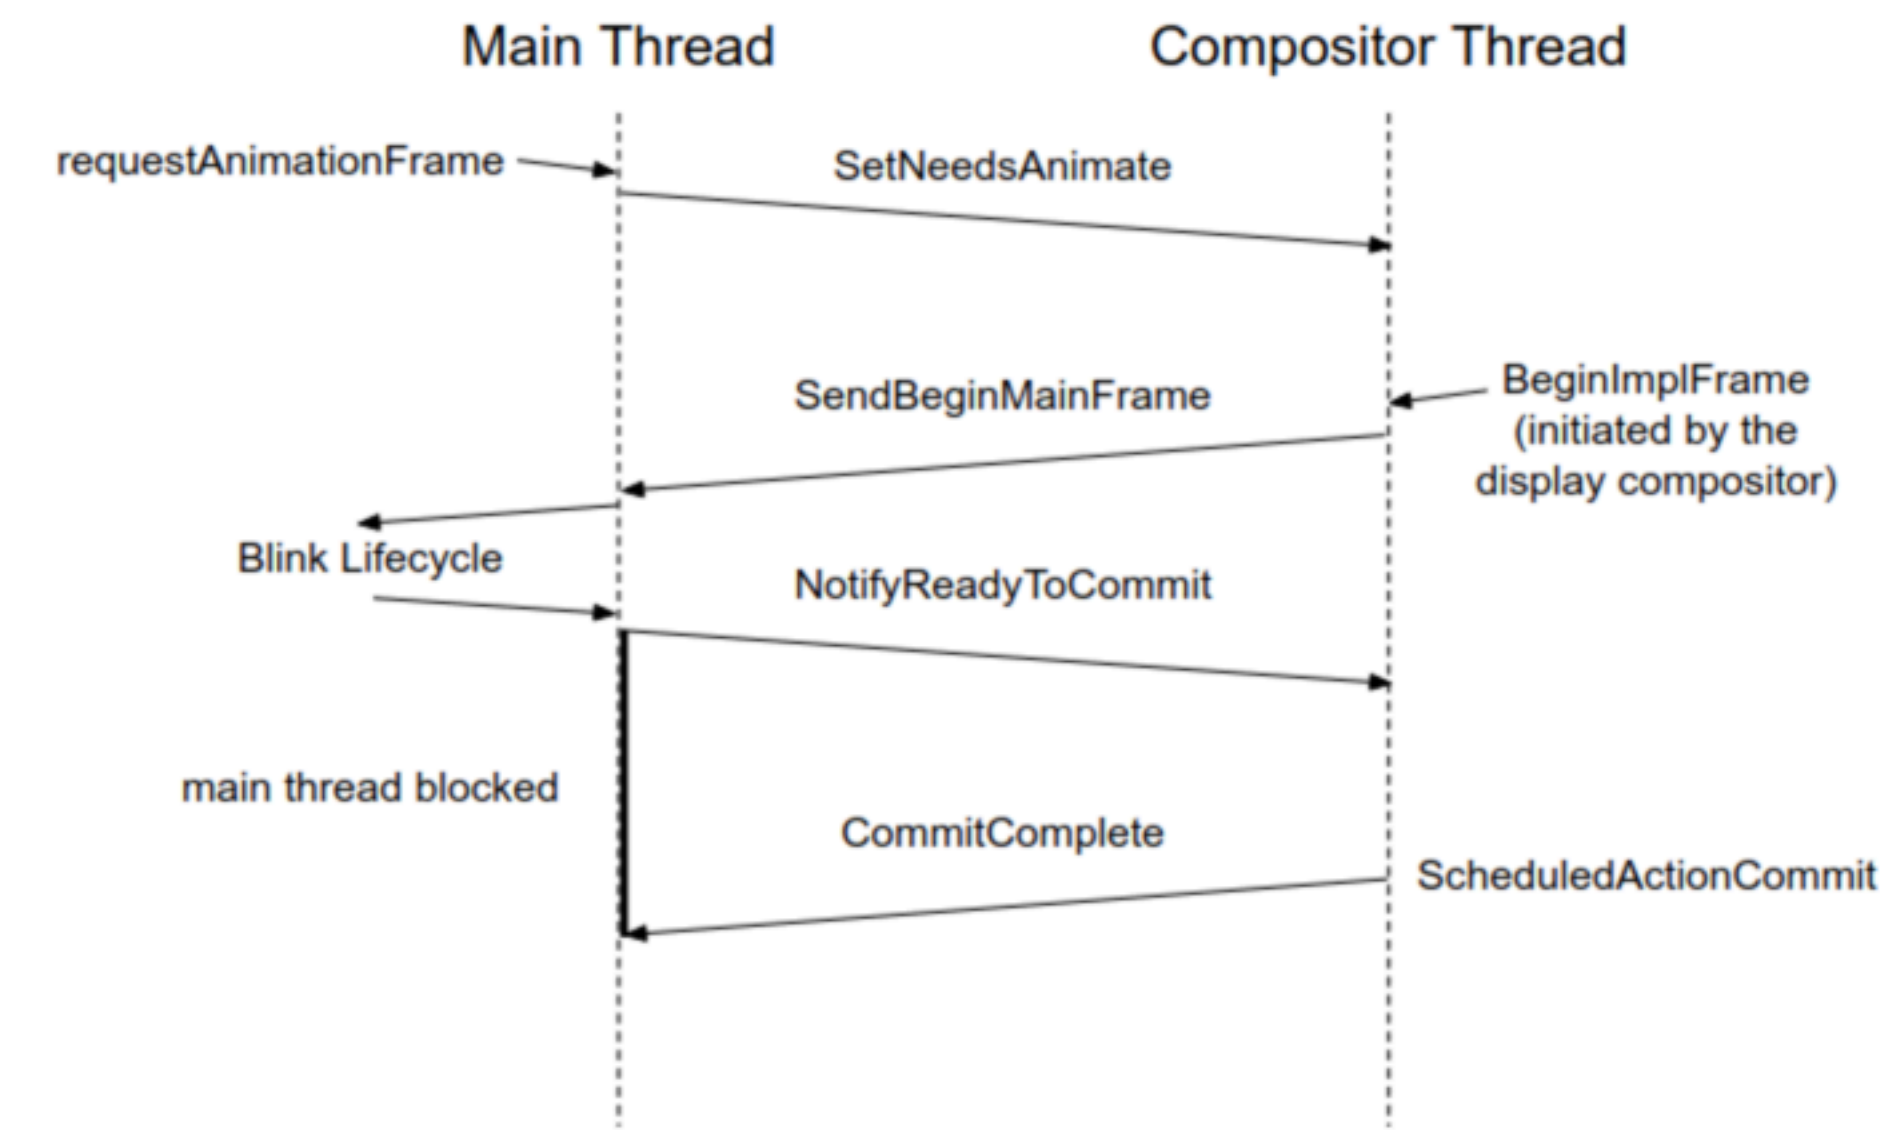 Main Thread
Compositor Thread
requestAnimationFrame
SetNeedsAnimate
SendBeginMainFrame
BeginImplFrame
(initiated by the
display compositor)
Blink Lifecycle
NotifyReadyToCommit
main thread blocked
CommitComplete
ScheduledActionCommit